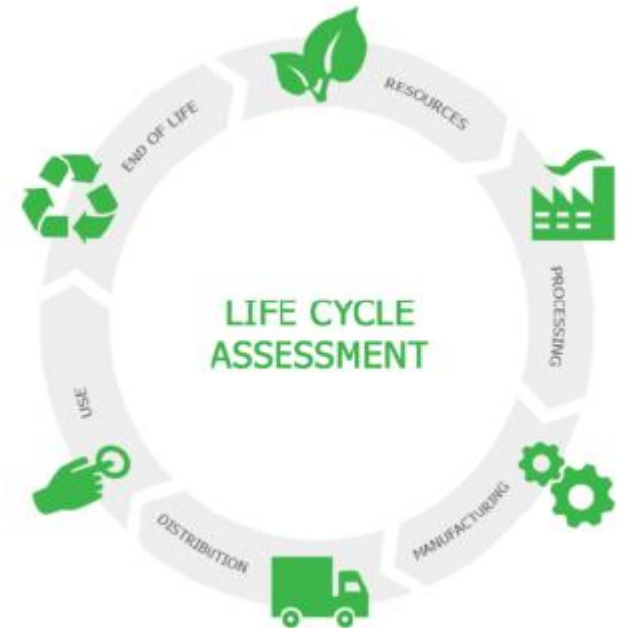 LIFE CYCLE
ASSESSMENT
RESOURCES
PROCESSING
MANUFACTURING
DISTRIBUTION
USE
END OF LIFE